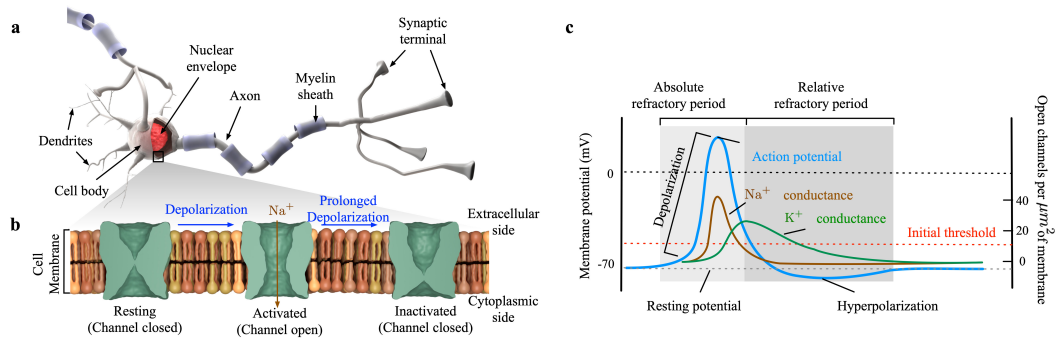 a
Nuclear
envelope
Axon
Myelin
sheath
Synaptic
terminal
Dendrites
Cell body
b
Depolarization
Na+
Prolonged
Depolarization
Extracellular
side
Cell
Membrane
Cytoplasmic
side
Resting
(Channel closed)
Activated
(Channel open)
Inactivated
(Channel closed)
c
Absolute
refractory period
Relative
refractory period
Membrane potential (mV)
0
-70
Depolarization
Action potential
Na+ conductance
K+ conductance
Initial threshold
Resting potential
Hyperpolarization
40
20
0
Open channels per μm2 of membrane